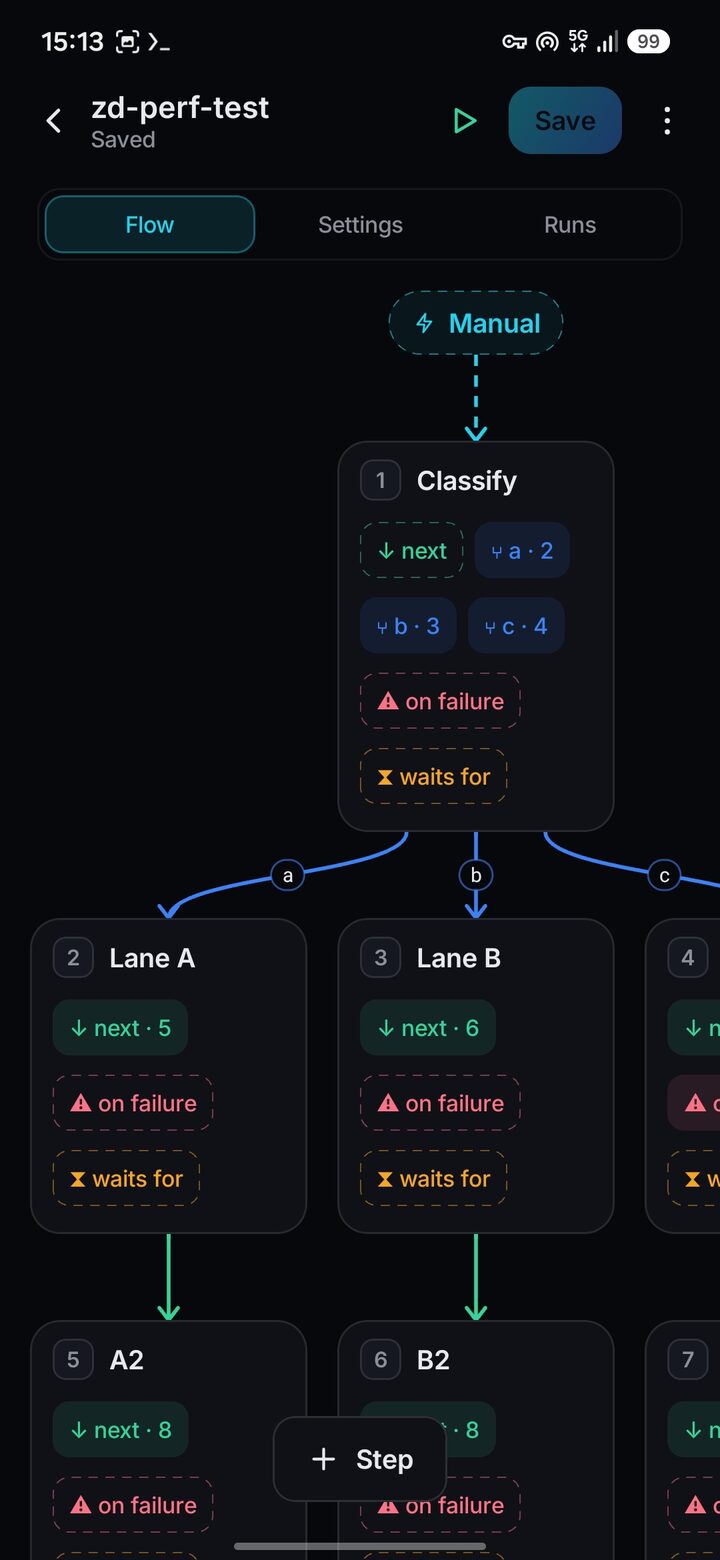 15:13
5G
99
zd-perf-test
Saved
Save
Flow
Settings
Runs
Manual
1 Classify
↓ next
a · 2
b · 3
c · 4
on failure
waits for
a
b
c
2 Lane A
3 Lane B
4
↓ next · 5
↓ next · 6
on failure
on failure
waits for
waits for
5 A2
6 B2
7
↓ next · 8
· 8
+ Step
on failure
on failure